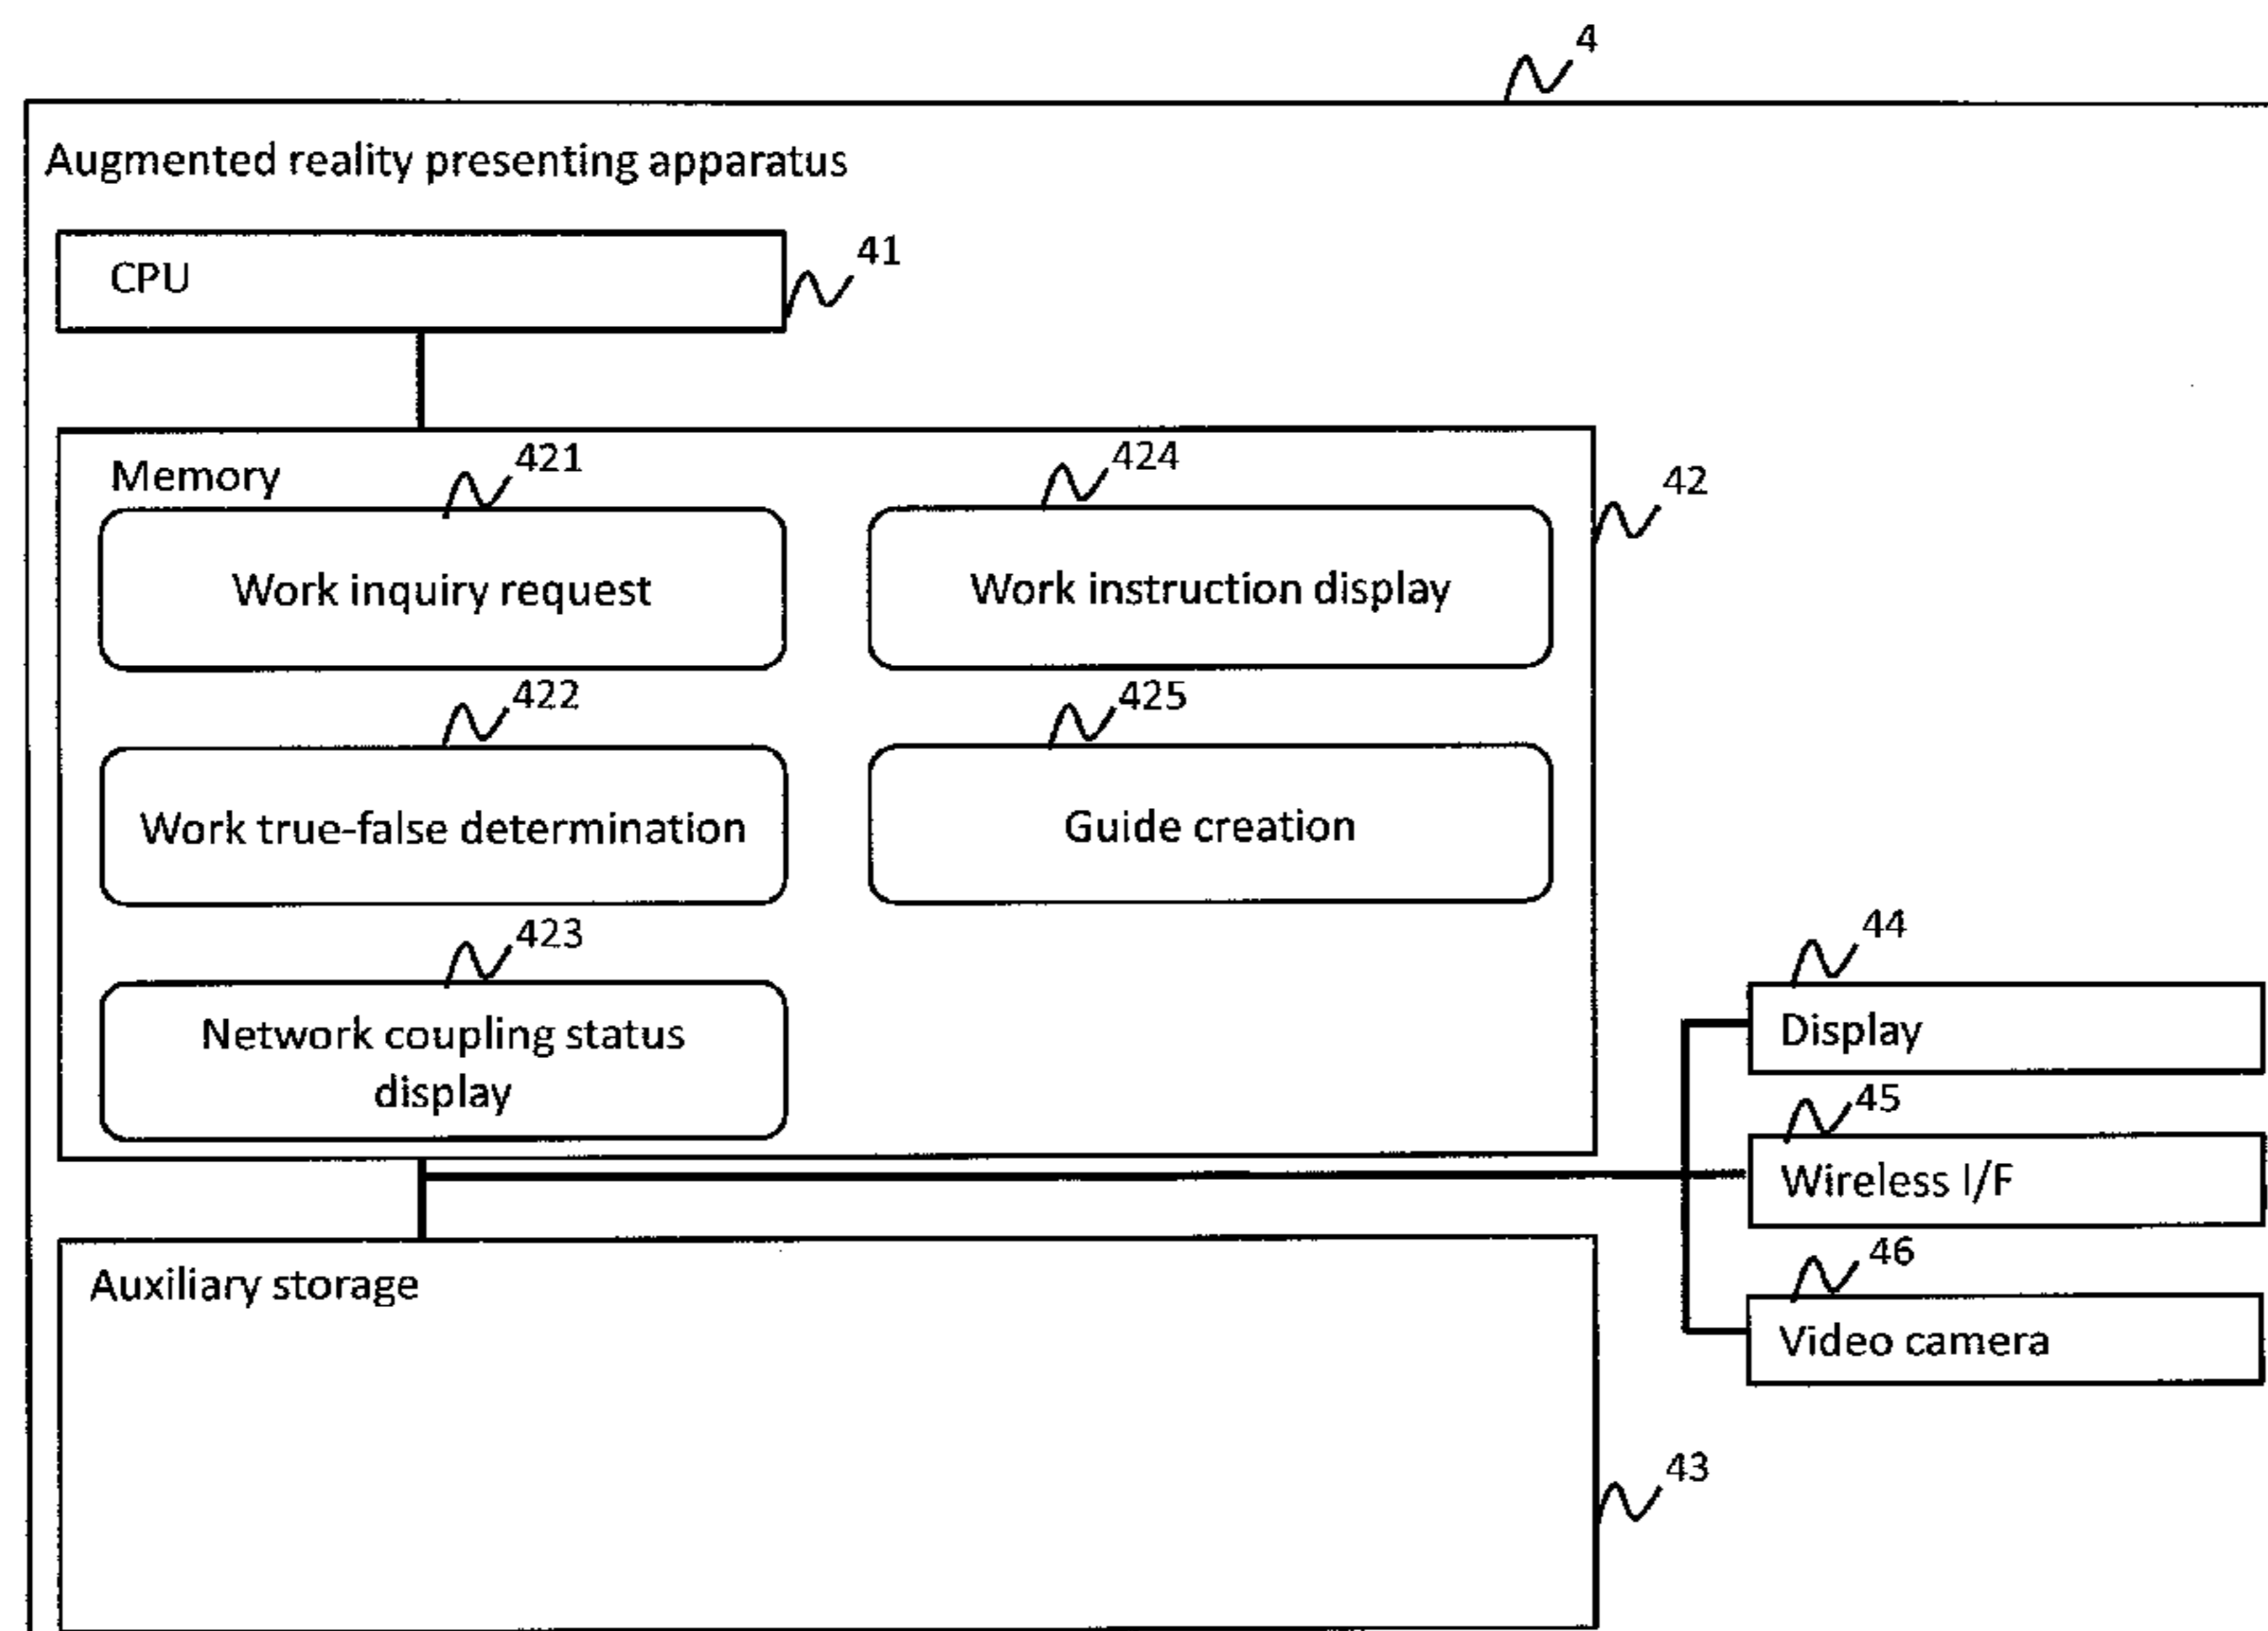 4
Augmented reality presenting apparatus
CPU
41
Memory
421
424
42
Work inquiry request
Work instruction display
422
425
Work true-false determination
Guide creation
423
44
Network coupling status
display
Display
45
Wireless I/F
46
Auxiliary storage
Video camera
43